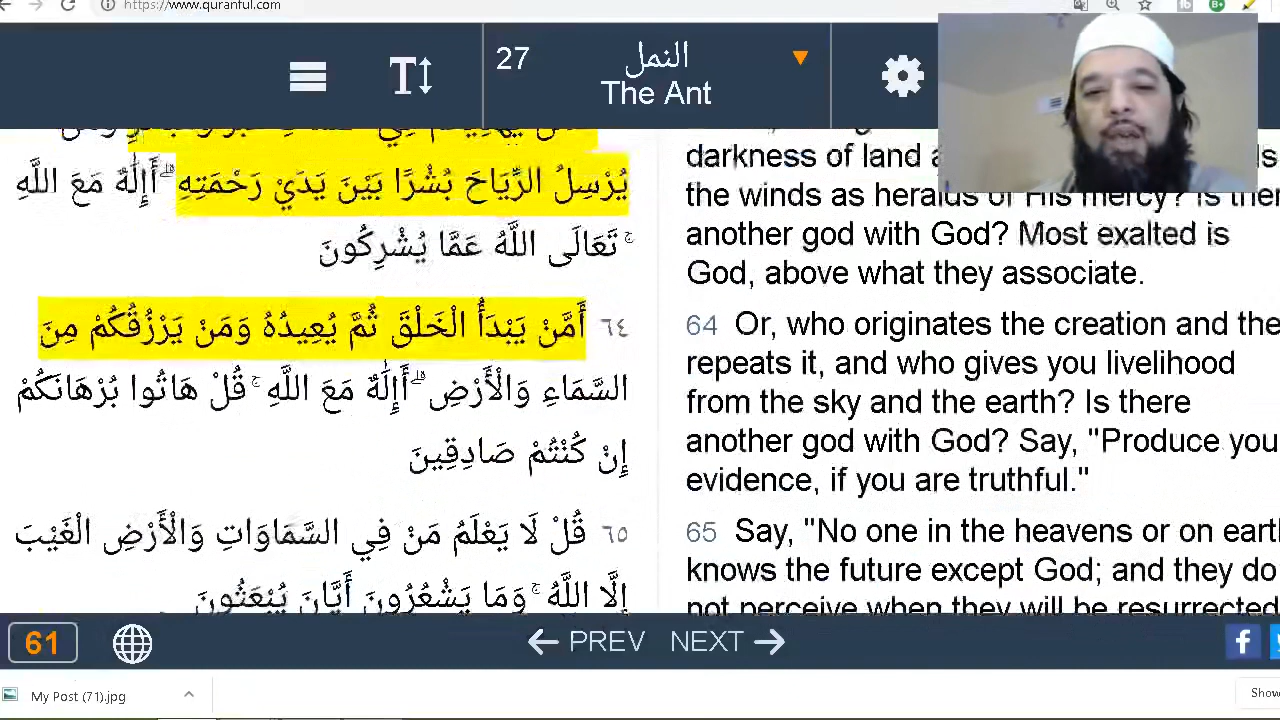 https://www.quranful.com
27
النمل
The Ant
يُرْسِلُ الرِّيَاحَ بُشْرًا بَيْنَ يَدَيْ رَحْمَتِهِ ۗ أَإِلَٰهٌ مَعَ اللَّهِ
ۚ تَعَالَى اللَّهُ عَمَّا يُشْرِكُونَ
٦٤ أَمَّنْ يَبْدَأُ الْخَلْقَ ثُمَّ يُعِيدُهُ وَمَنْ يَرْزُقُكُمْ مِنَ
السَّمَاءِ وَالْأَرْضِ ۗ أَإِلَٰهٌ مَعَ اللَّهِ ۚ قُلْ هَاتُوا بُرْهَانَكُمْ
إِنْ كُنْتُمْ صَادِقِينَ
٦٥ قُلْ لَا يَعْلَمُ مَنْ فِي السَّمَاوَاتِ وَالْأَرْضِ الْغَيْبَ
إِلَّا اللَّهُ ۚ وَمَا يَشْعُرُونَ أَيَّانَ يُبْعَثُونَ
darkness of land
the winds as heralds of His mercy? Is there
another god with God? Most exalted is
God, above what they associate.
64 Or, who originates the creation and the
repeats it, and who gives you livelihood
from the sky and the earth? Is there
another god with God? Say, "Produce you
evidence, if you are truthful."
65 Say, "No one in the heavens or on eart
knows the future except God; and they do
not perceive when they will be resurrected
61
PREV NEXT
My Post (71).jpg
Show